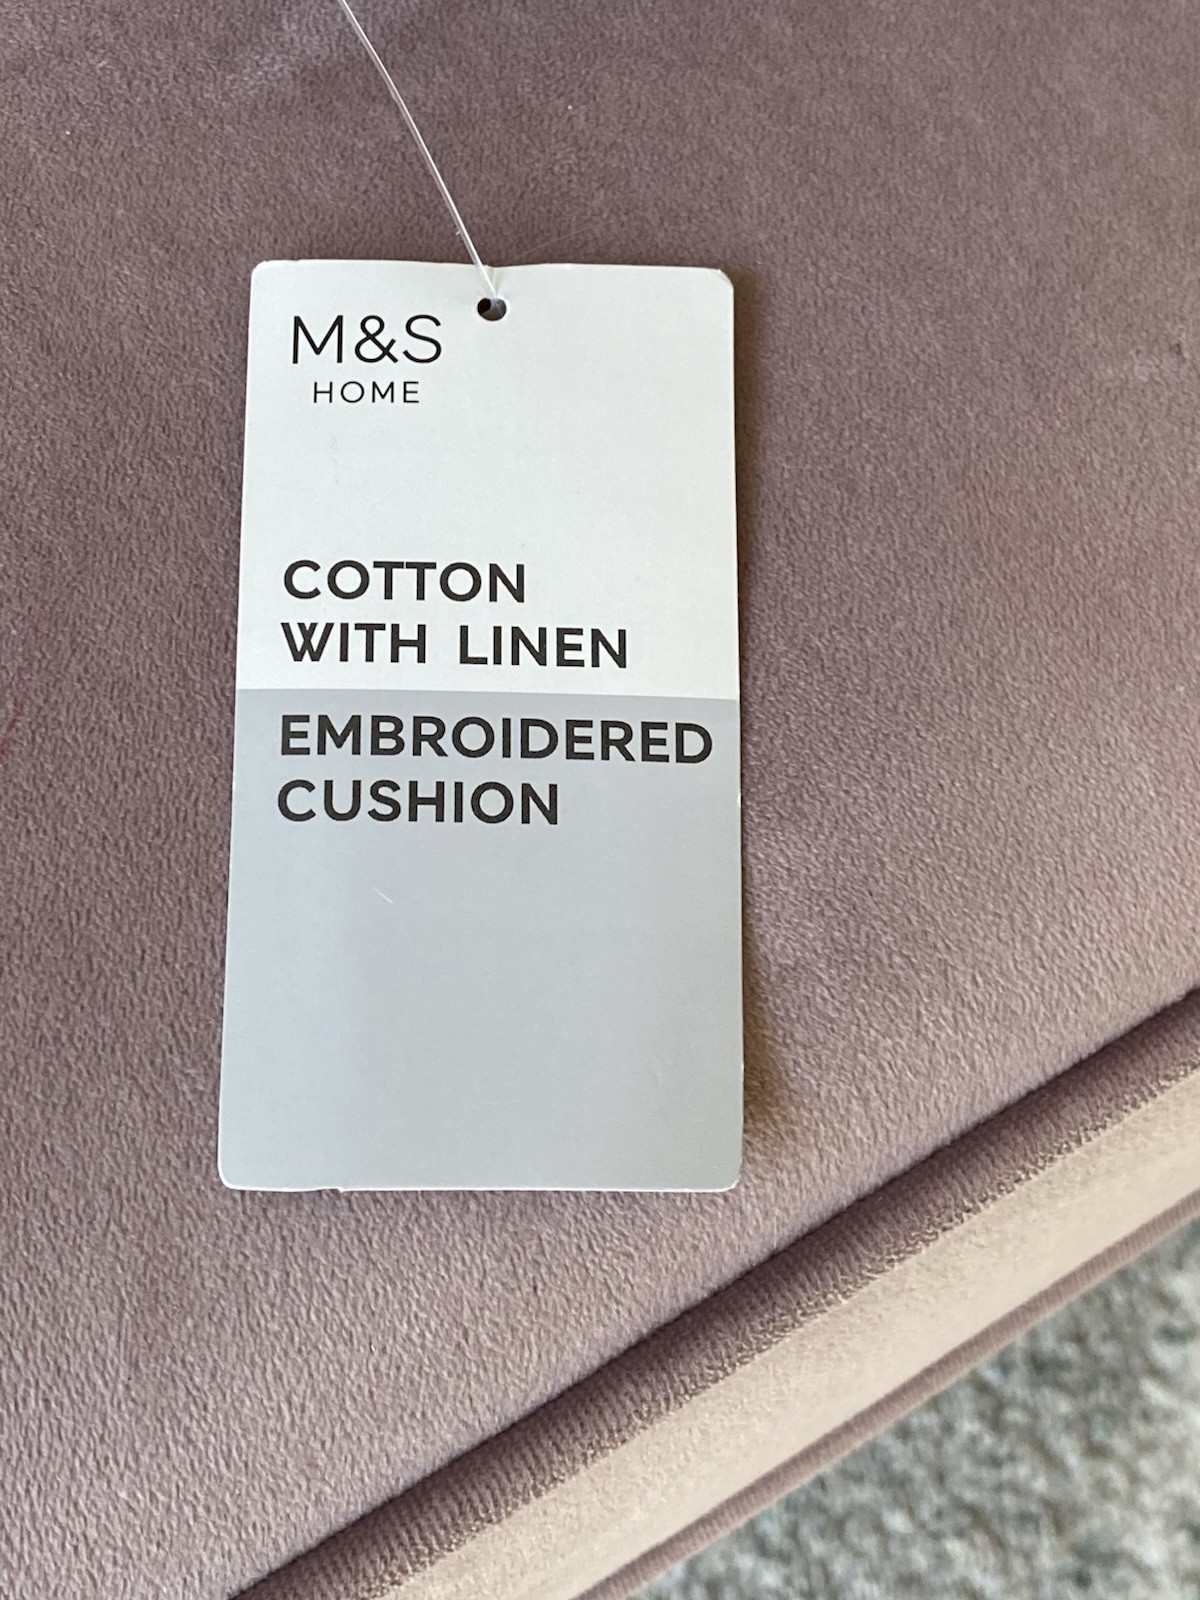 M&S
HOME
COTTON
WITH LINEN
EMBROIDERED
CUSHION